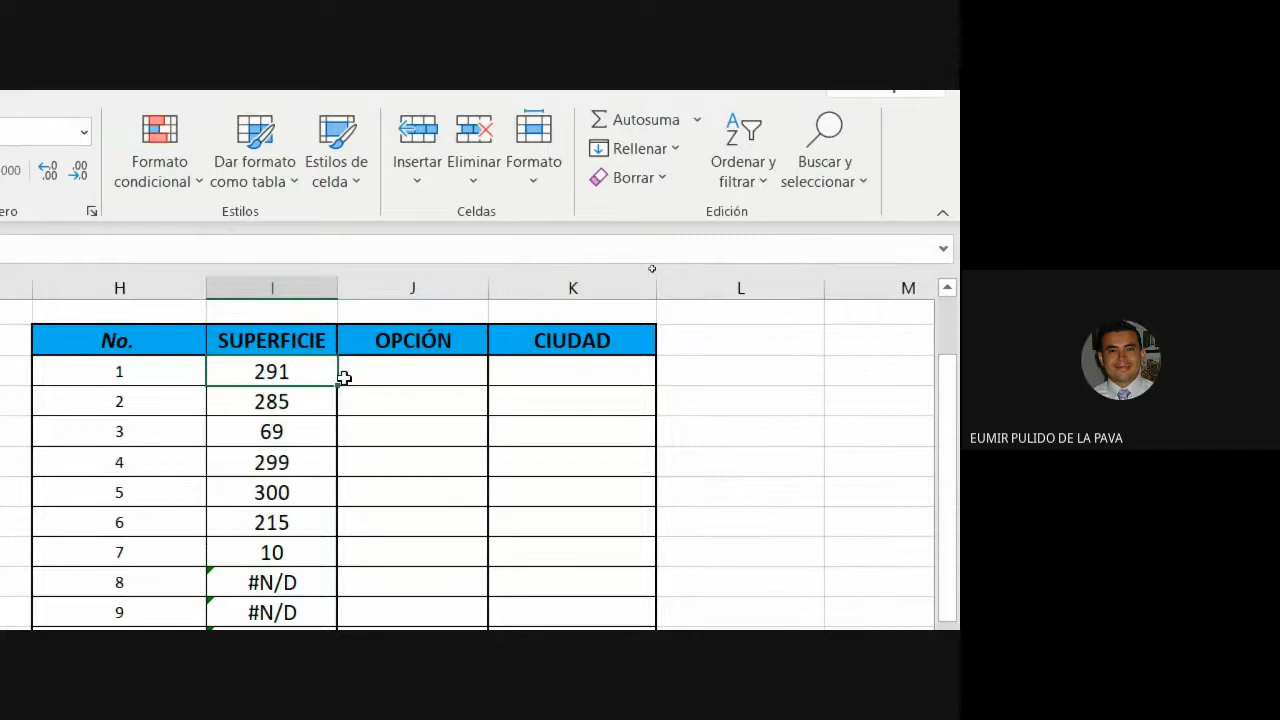 Formato
condicional
Dar formato
como tabla
Estilos de
celda
Insertar
Eliminar
Formato
Autosuma
Rellenar
Borrar
Ordenar y
filtrar
Buscar y
seleccionar
000
,00
,00
ero
Estilos
Celdas
Edición
H I J K L M
No. SUPERFICIE OPCIÓN CIUDAD
1 291
2 285
3 69
4 299
5 300
6 215
7 10
8 #N/D
9 #N/D
EUMIR PULIDO DE LA PAVA